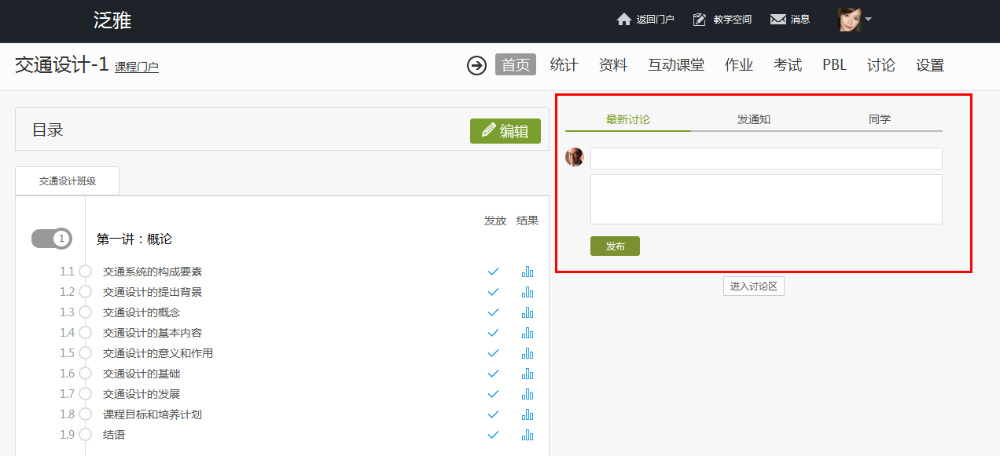 泛雅
返回门户 教学空间 消息
交通设计-1 课程门户
首页 统计 资料 互动课堂 作业 考试 PBL 讨论 设置
目录 编辑
最新讨论 发通知 同学
交通设计班级
发放 结果
1 第一讲：概论
发布
1.1 交通系统的构成要素
1.2 交通设计的提出背景
进入讨论区
1.3 交通设计的概念
1.4 交通设计的基本内容
1.5 交通设计的意义和作用
1.6 交通设计的基础
1.7 交通设计的发展
1.8 课程目标和培养计划
1.9 结语